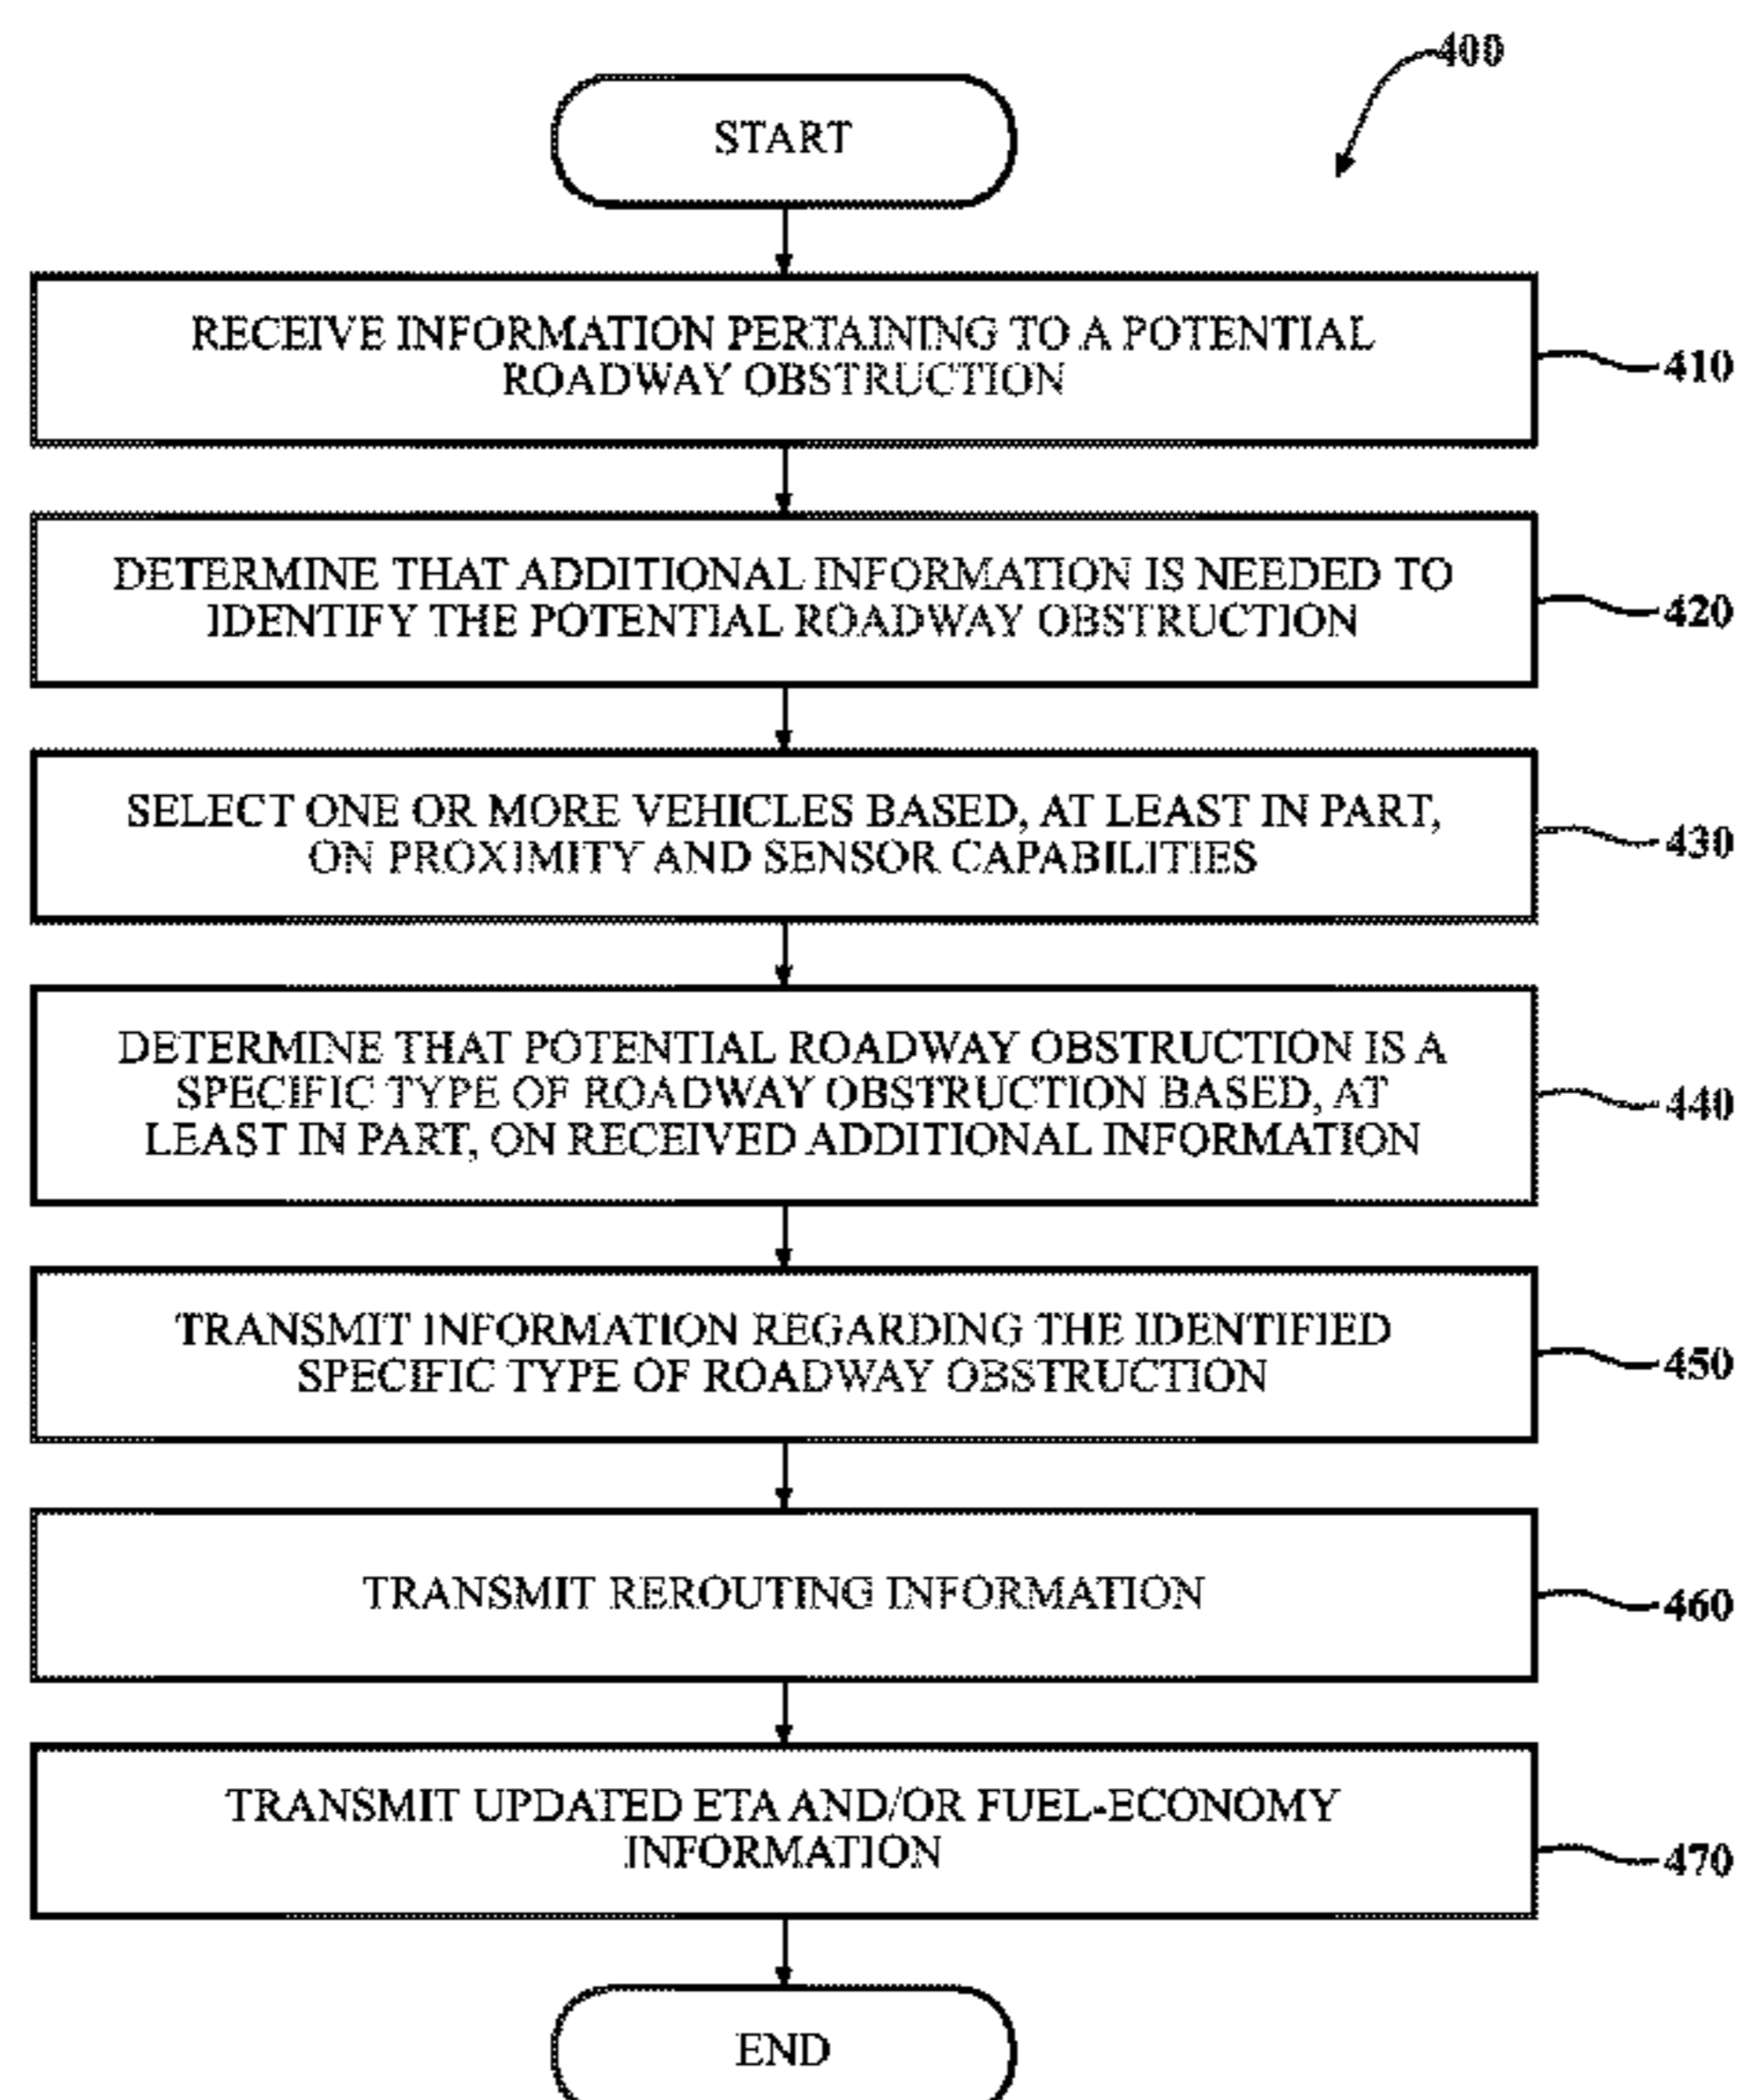 400
START
RECEIVE INFORMATION PERTAINING TO A POTENTIAL
ROADWAY OBSTRUCTION
410
DETERMINE THAT ADDITIONAL INFORMATION IS NEEDED TO
IDENTIFY THE POTENTIAL ROADWAY OBSTRUCTION
420
SELECT ONE OR MORE VEHICLES BASED, AT LEAST IN PART,
ON PROXIMITY AND SENSOR CAPABILITIES
430
DETERMINE THAT POTENTIAL ROADWAY OBSTRUCTION IS A
SPECIFIC TYPE OF ROADWAY OBSTRUCTION BASED, AT
LEAST IN PART, ON RECEIVED ADDITIONAL INFORMATION
440
TRANSMIT INFORMATION REGARDING THE IDENTIFIED
SPECIFIC TYPE OF ROADWAY OBSTRUCTION
450
TRANSMIT REROUTING INFORMATION
460
TRANSMIT UPDATED ETA AND/OR FUEL-ECONOMY
INFORMATION
470
END